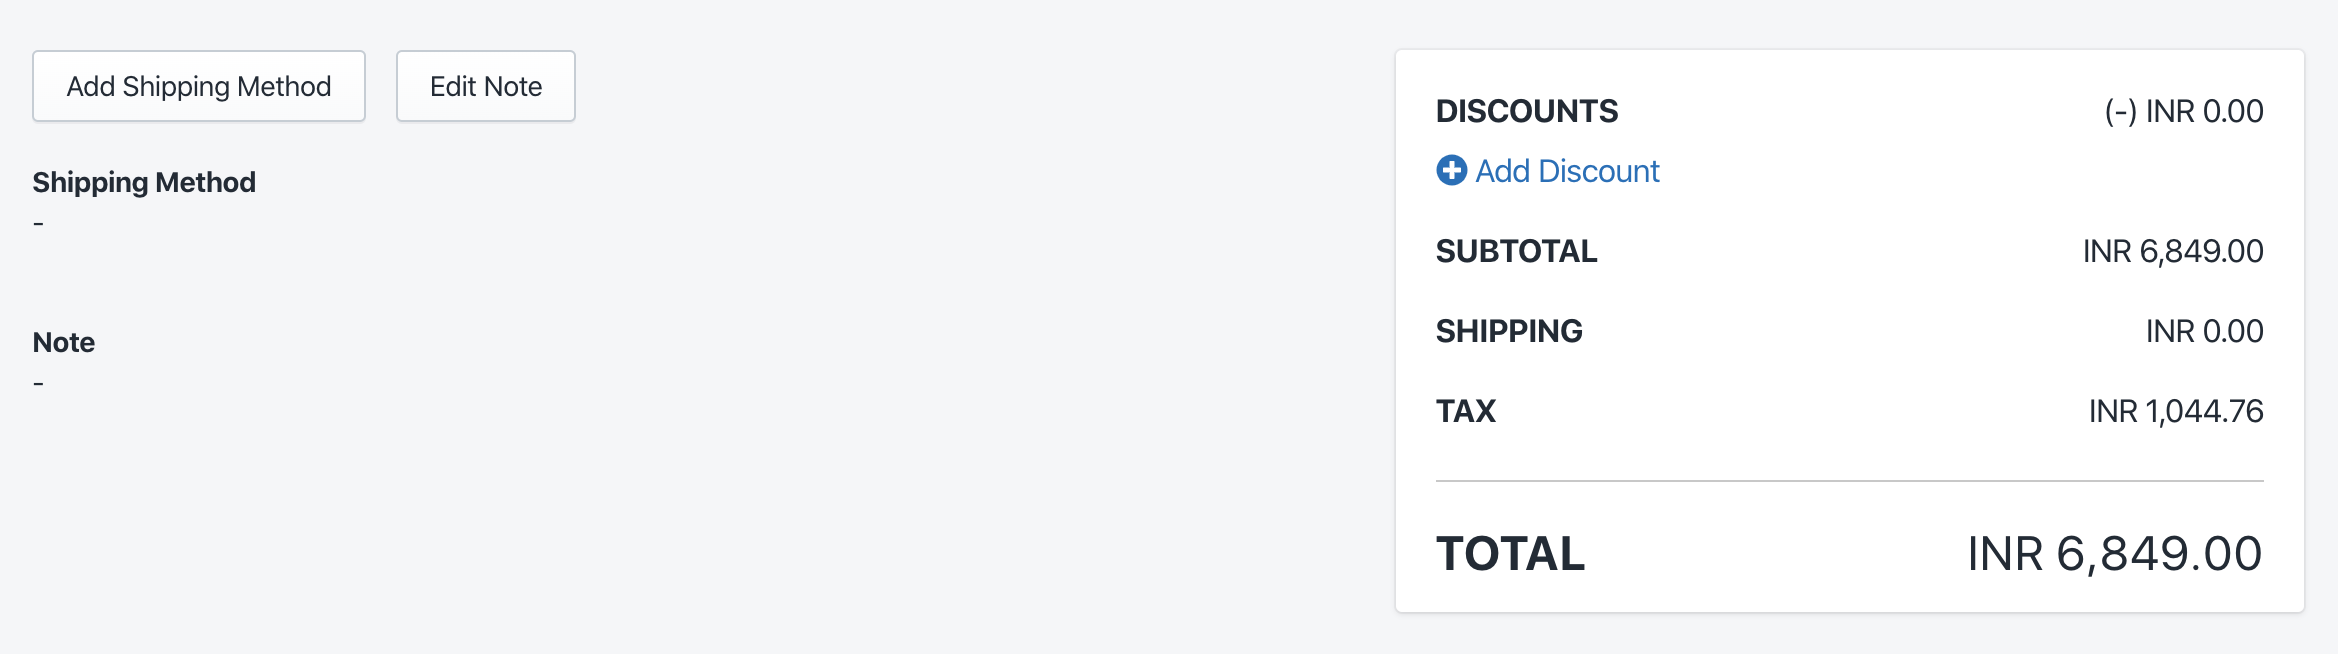 Add Shipping Method Edit Note
Shipping Method
-
Note
-
DISCOUNTS (-) INR 0.00
Add Discount
SUBTOTAL INR 6,849.00
SHIPPING INR 0.00
TAX INR 1,044.76
TOTAL INR 6,849.00